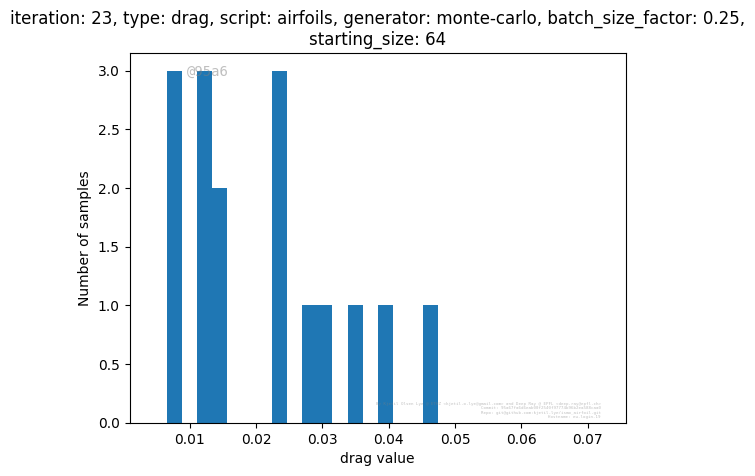 iteration: 23, type: drag, script: airfoils, generator: monte-carlo, batch_size_factor: 0.25,
starting_size: 64
@95a6
3.0
2.5
2.0
1.5
1.0
0.5
0.0
Number of samples
0.01 0.02 0.03 0.04 0.05 0.06 0.07
drag value